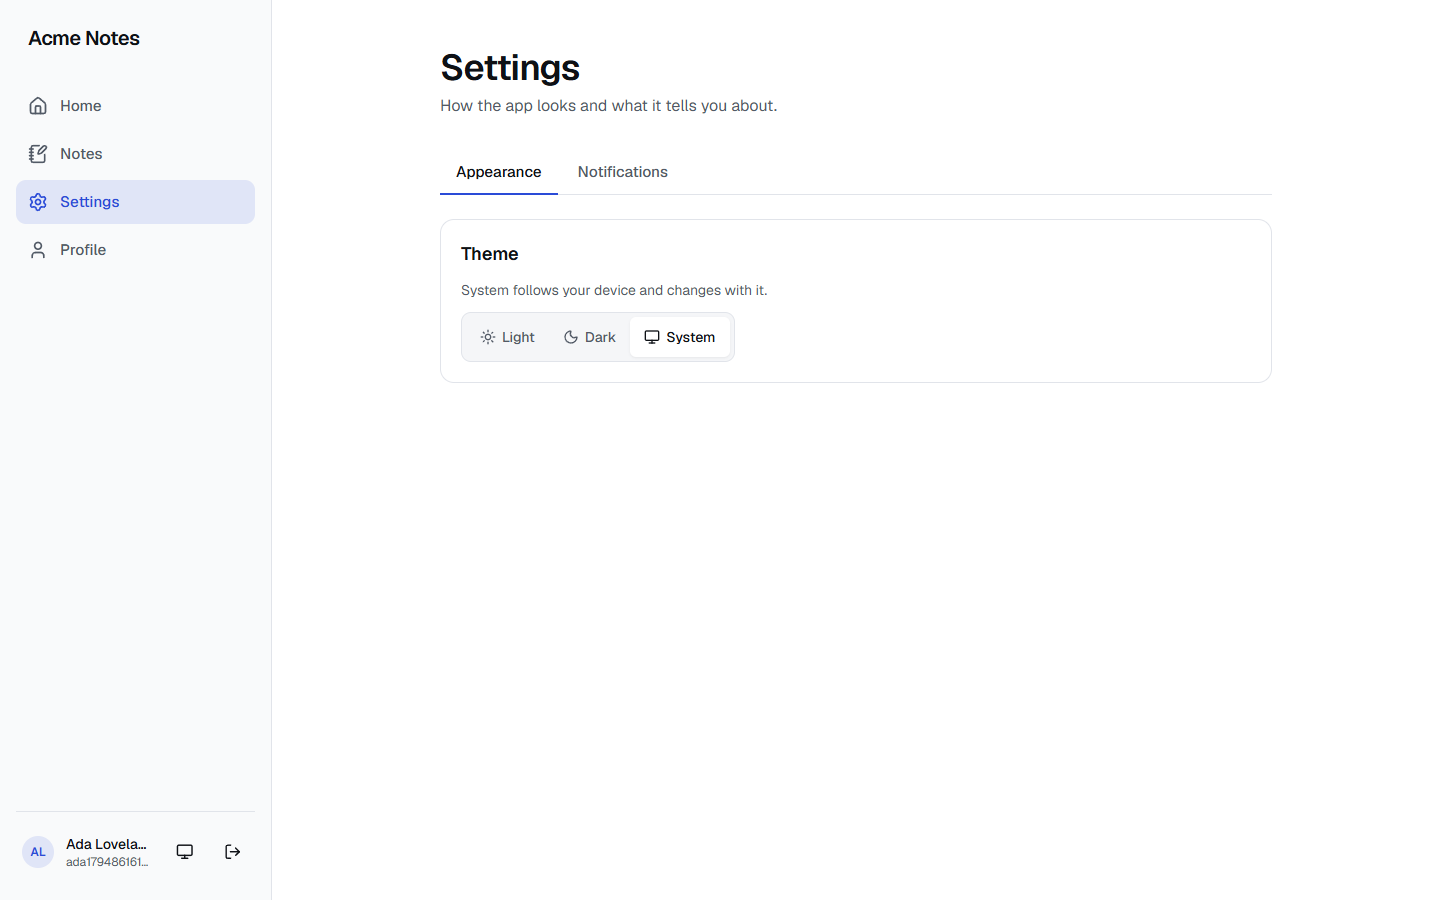 Acme Notes
Home
Notes
Settings
Profile
Settings
How the app looks and what it tells you about.
Appearance
Notifications
Theme
System follows your device and changes with it.
Light
Dark
System
AL
Ada Lovela...
ada179486161...